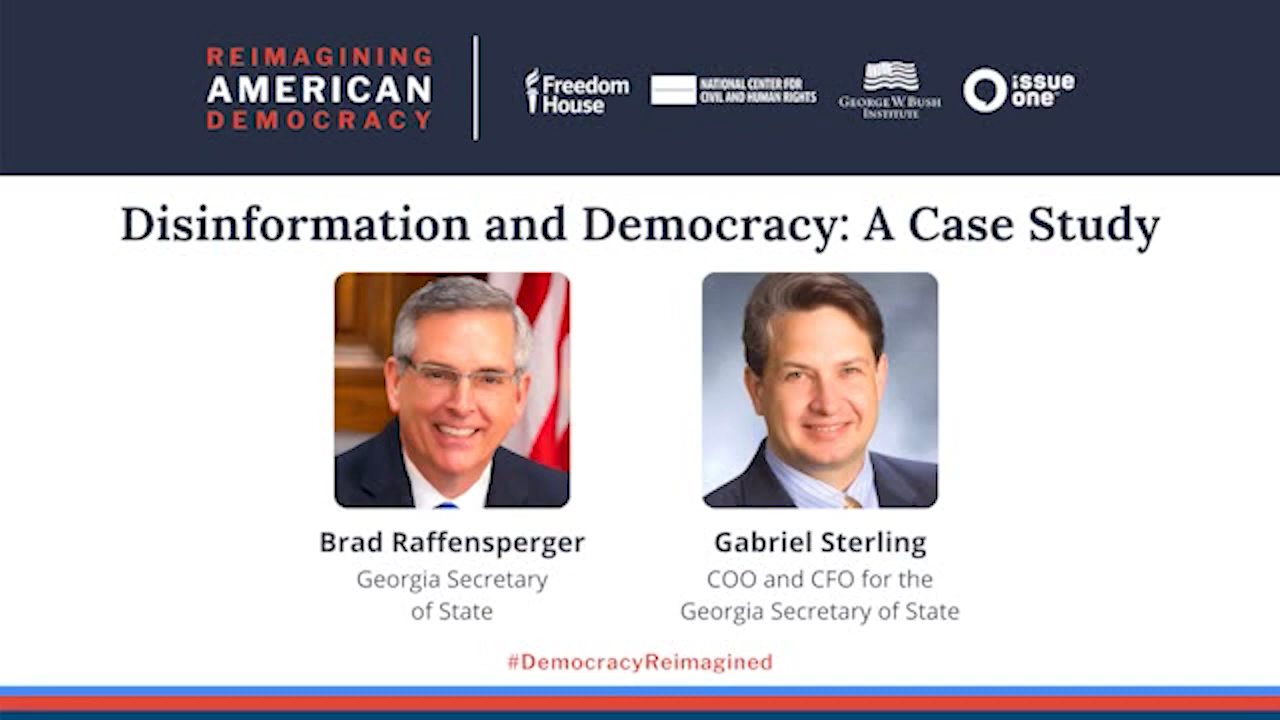 REIMAGINING
AMERICAN
DEMOCRACY
Freedom
House
NATIONAL CENTER FOR
CIVIL AND HUMAN RIGHTS
GEORGE W. BUSH
INSTITUTE
issue
one
Disinformation and Democracy: A Case Study
Brad Raffensperger
Georgia Secretary
of State
Gabriel Sterling
COO and CFO for the
Georgia Secretary of State
#DemocracyReimagined